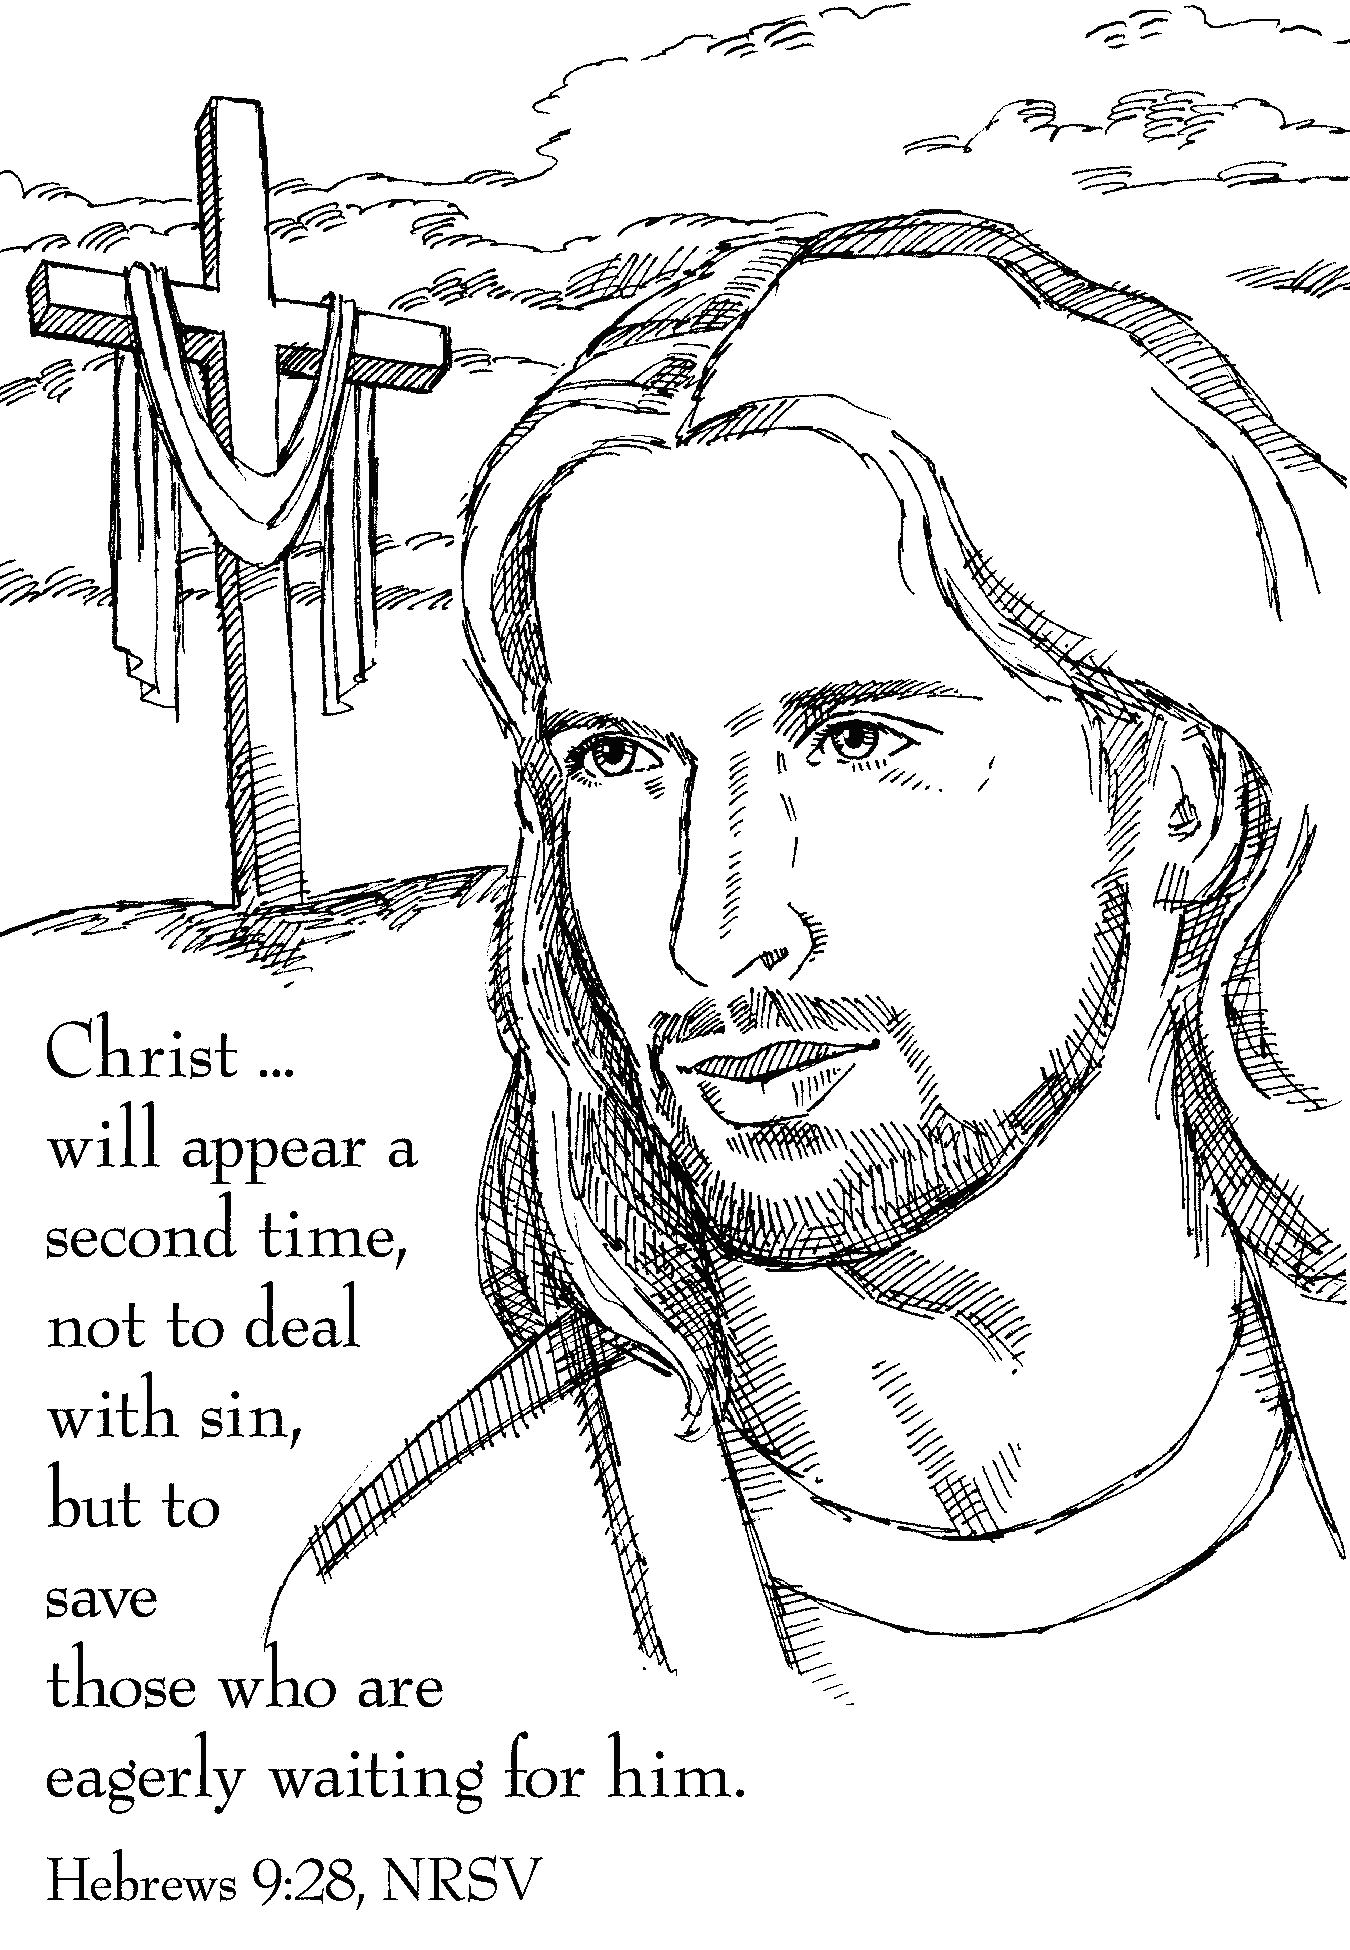 Christ ...
will appear a
second time,
not to deal
with sin,
but to
save
those who are
eagerly waiting for him.
Hebrews 9:28, NRSV